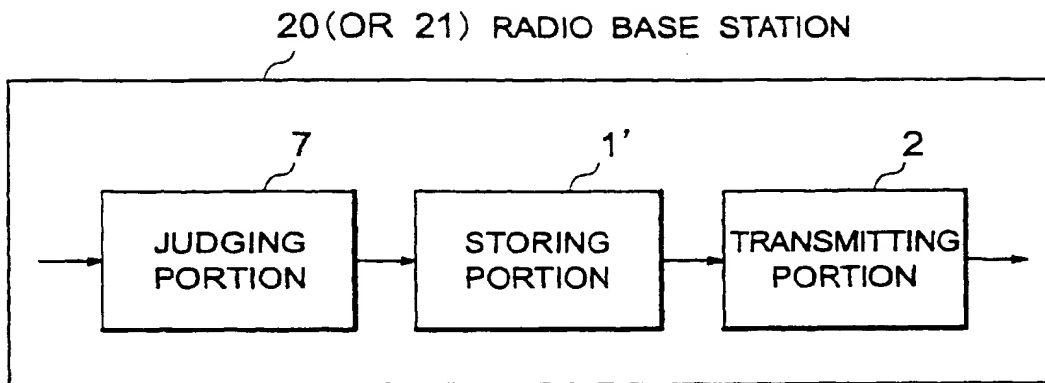 20(OR 21) RADIO BASE STATION
7
1'
2
JUDGING
PORTION
STORING
PORTION
TRANSMITTING
PORTION